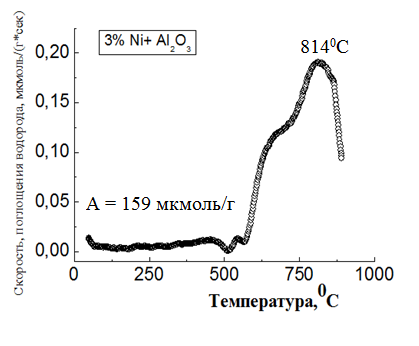 3% Ni+ Al₂O₃
814⁰C
0,20
0,15
0,10
0,05
0,00
A = 159 мкмоль/г
Скорость, поглощения водорода, мкмоль/(г*сек)
0 250 500 750 1000
Температура,⁰C